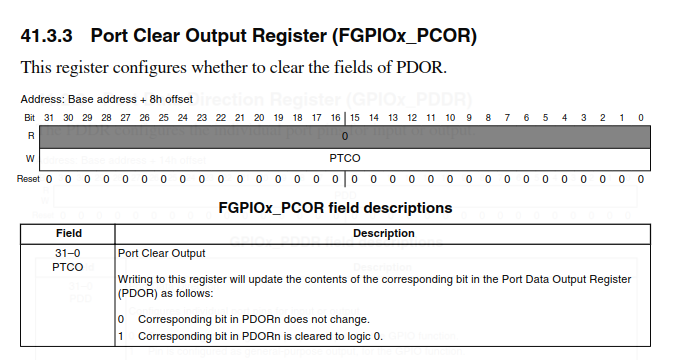 41.3.3 Port Clear Output Register (FGPIOx_PCOR)
This register configures whether to clear the fields of PDOR.
Address: Base address + 8h offset
Bit 31 30 29 28 27 26 25 24 23 22 21 20 19 18 17 16 15 14 13 12 11 10 9 8 7 6 5 4 3 2 1 0
R 0
W PTCO
Reset 0 0 0 0 0 0 0 0 0 0 0 0 0 0 0 0 0 0 0 0 0 0 0 0 0 0 0 0 0 0 0 0
FGPIOx_PCOR field descriptions
Field Description
31–0 Port Clear Output
PTCO
Writing to this register will update the contents of the corresponding bit in the Port Data Output Register
(PDOR) as follows:
0 Corresponding bit in PDORn does not change.
1 Corresponding bit in PDORn is cleared to logic 0.